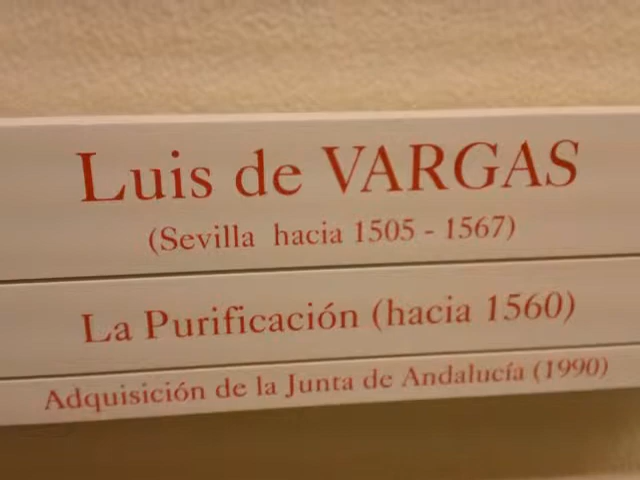 Luis de VARGAS
(Sevilla hacia 1505 - 1567)
La Purificación (hacia 1560)
Adquisición de la Junta de Andalucía (1990)